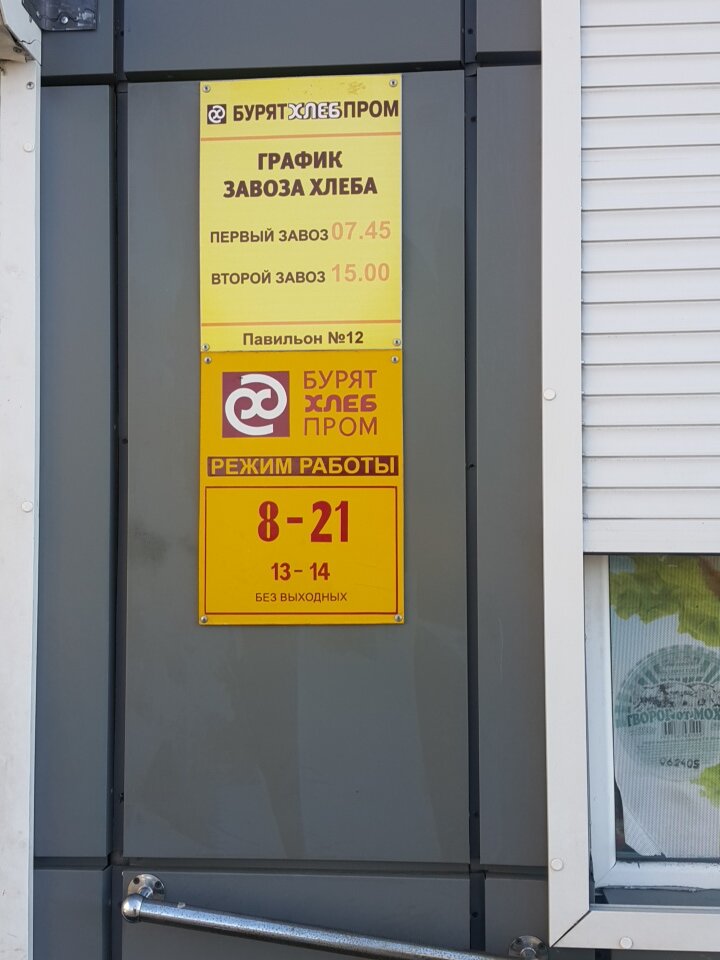 БУРЯТХЛЕБПРОМ
ГРАФИК
ЗАВОЗА ХЛЕБА
ПЕРВЫЙ ЗАВОЗ 07.45
ВТОРОЙ ЗАВОЗ 15.00
Павильон №12
БУРЯТ
ХЛЕБ
ПРОМ
РЕЖИМ РАБОТЫ
8-21
13-14
БЕЗ ВЫХОДНЫХ
062405